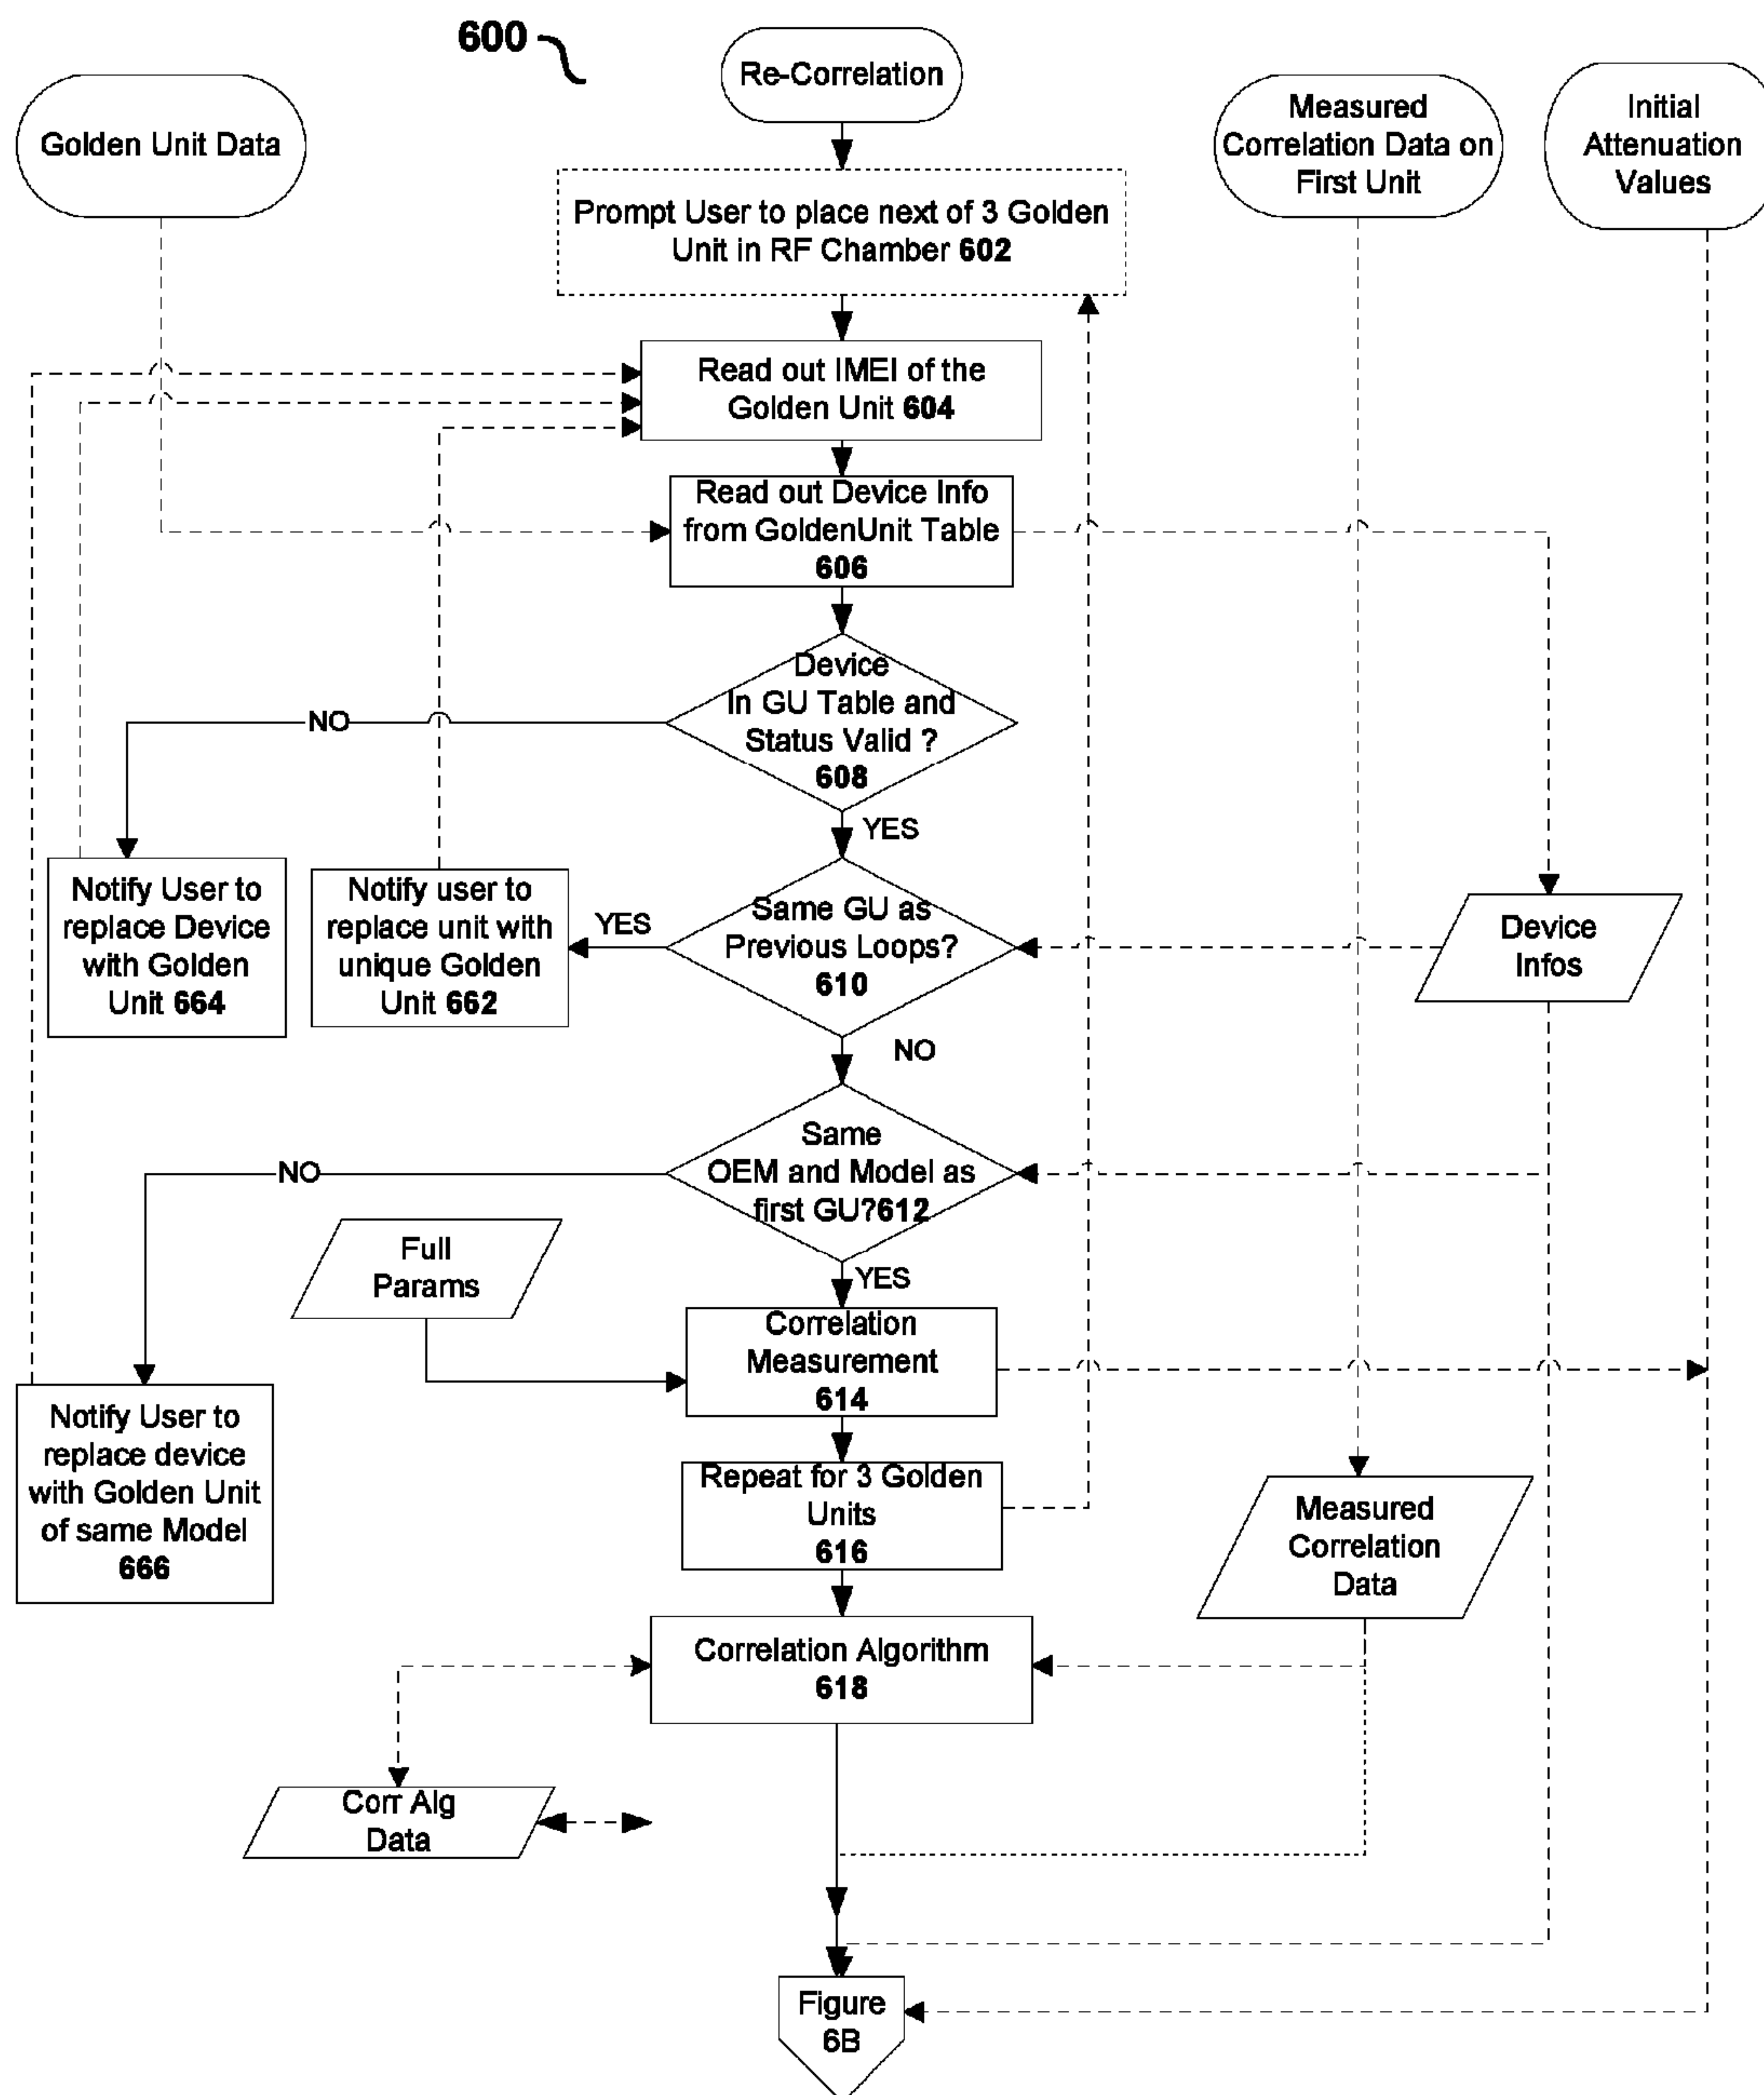 600
Re-Correlation
Golden Unit Data
Measured
Correlation Data on
First Unit
Initial
Attenuation
Values
Prompt User to place next of 3 Golden
Unit in RF Chamber 602
Read out IMEI of the
Golden Unit 604
Read out Device Info
from GoldenUnit Table
606
Device
In GU Table and
Status Valid ?
608
NO
YES
Notify User to
replace Device
with Golden
Unit 664
Notify user to
replace unit with
unique Golden
Unit 662
YES
Same GU as
Previous Loops?
610
Device
Infos
NO
Same
OEM and Model as
first GU?612
NO
YES
Full
Params
Correlation
Measurement
614
Notify User to
replace device
with Golden Unit
of same Model
666
Repeat for 3 Golden
Units
616
Measured
Correlation
Data
Correlation Algorithm
618
Corr Alg
Data
Figure
6B